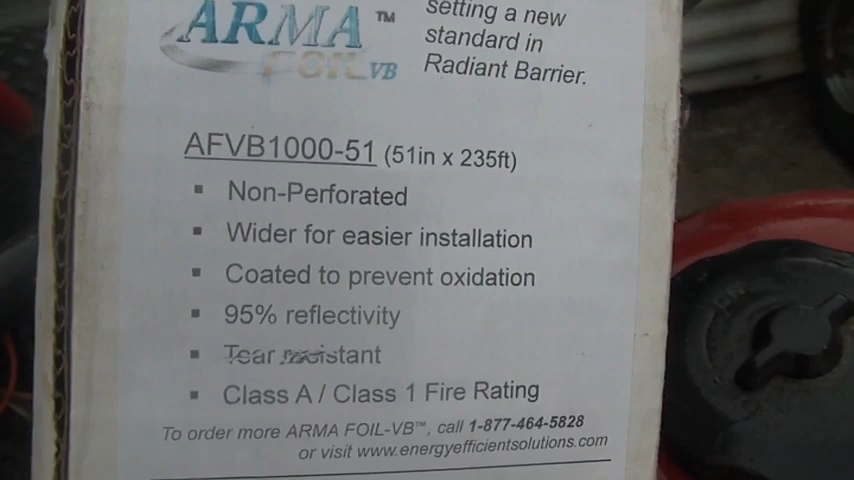 ARMA™
FOIL VB
setting a new
standard in
Radiant Barrier.
AFVB1000-51 (51in x 235ft)
▪ Non-Perforated
▪ Wider for easier installation
▪ Coated to prevent oxidation
▪ 95% reflectivity
▪ Tear resistant
▪ Class A / Class 1 Fire Rating
To order more ARMA FOIL-VB™, call 1-877-464-5828
or visit www.energyefficientsolutions.com